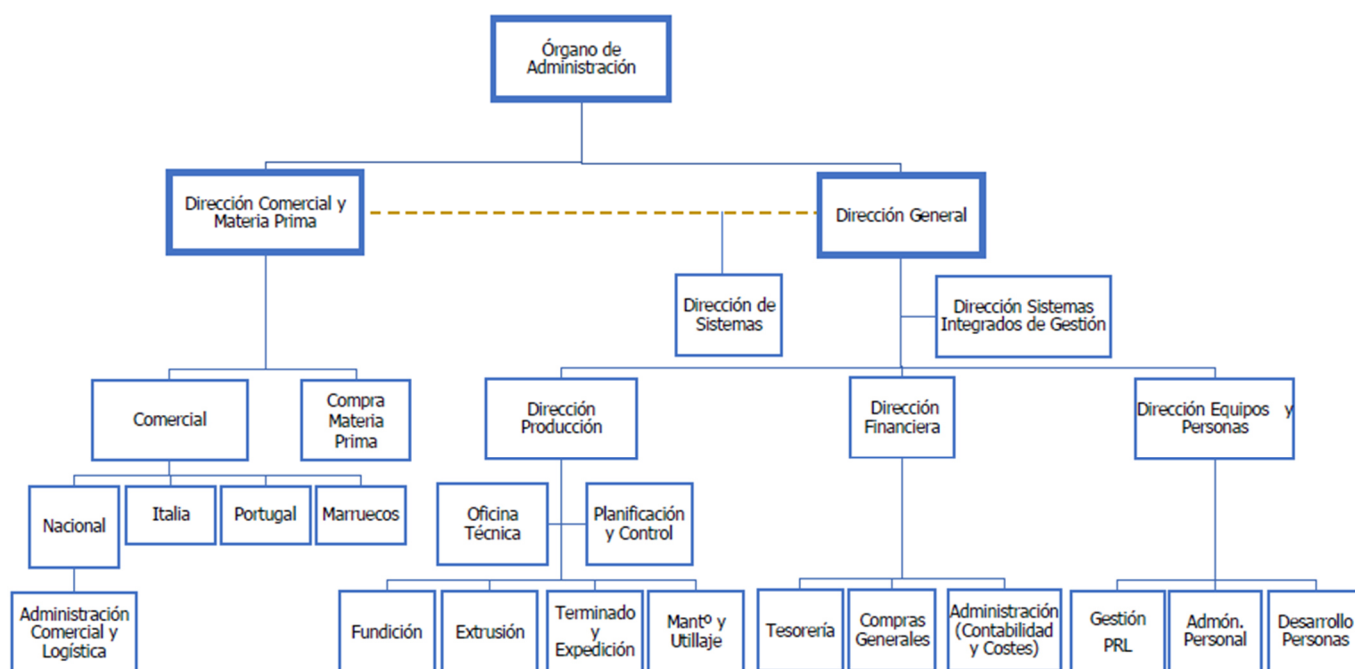 Órgano de
Administración
Dirección Comercial y
Materia Prima
Dirección General
Dirección de
Sistemas
Dirección Sistemas
Integrados de Gestión
Comercial
Compra
Materia
Prima
Dirección
Producción
Dirección
Financiera
Dirección Equipos y
Personas
Nacional
Italia
Portugal
Marruecos
Oficina
Técnica
Planificación
y Control
Administración
Comercial y
Logística
Fundición
Extrusión
Terminado
y
Expedición
Mantº y
Utillaje
Tesorería
Compras
Generales
Administración
(Contabilidad
y Costes)
Gestión
PRL
Admón.
Personal
Desarrollo
Personas